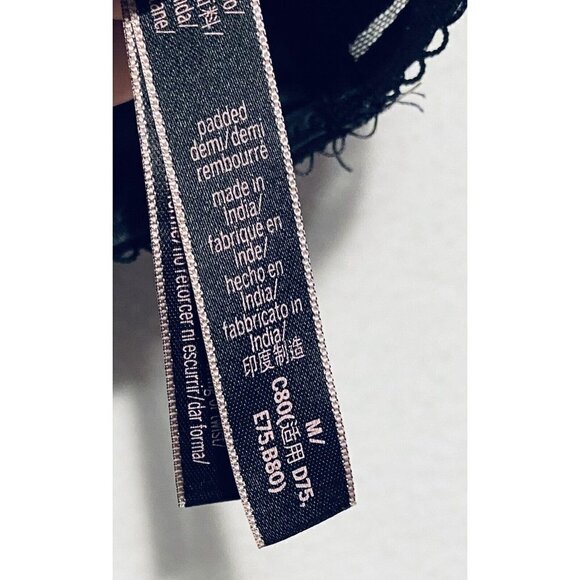 padded
demi/demi
rembourré
made in
India/
fabriqué en
Inde/
hecho en
India/
fabbricato in
India/
印度制造
M/
C80(适用 D75,
E75.B80)
no retorcer ni escurrir/dar forma/